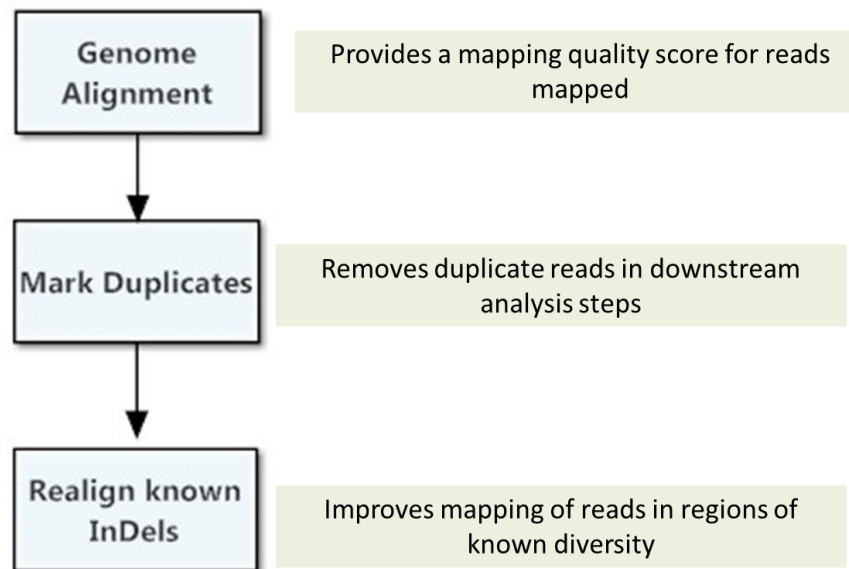 Genome
Alignment
Provides a mapping quality score for reads
mapped
Mark Duplicates
Removes duplicate reads in downstream
analysis steps
Realign known
InDels
Improves mapping of reads in regions of
known diversity